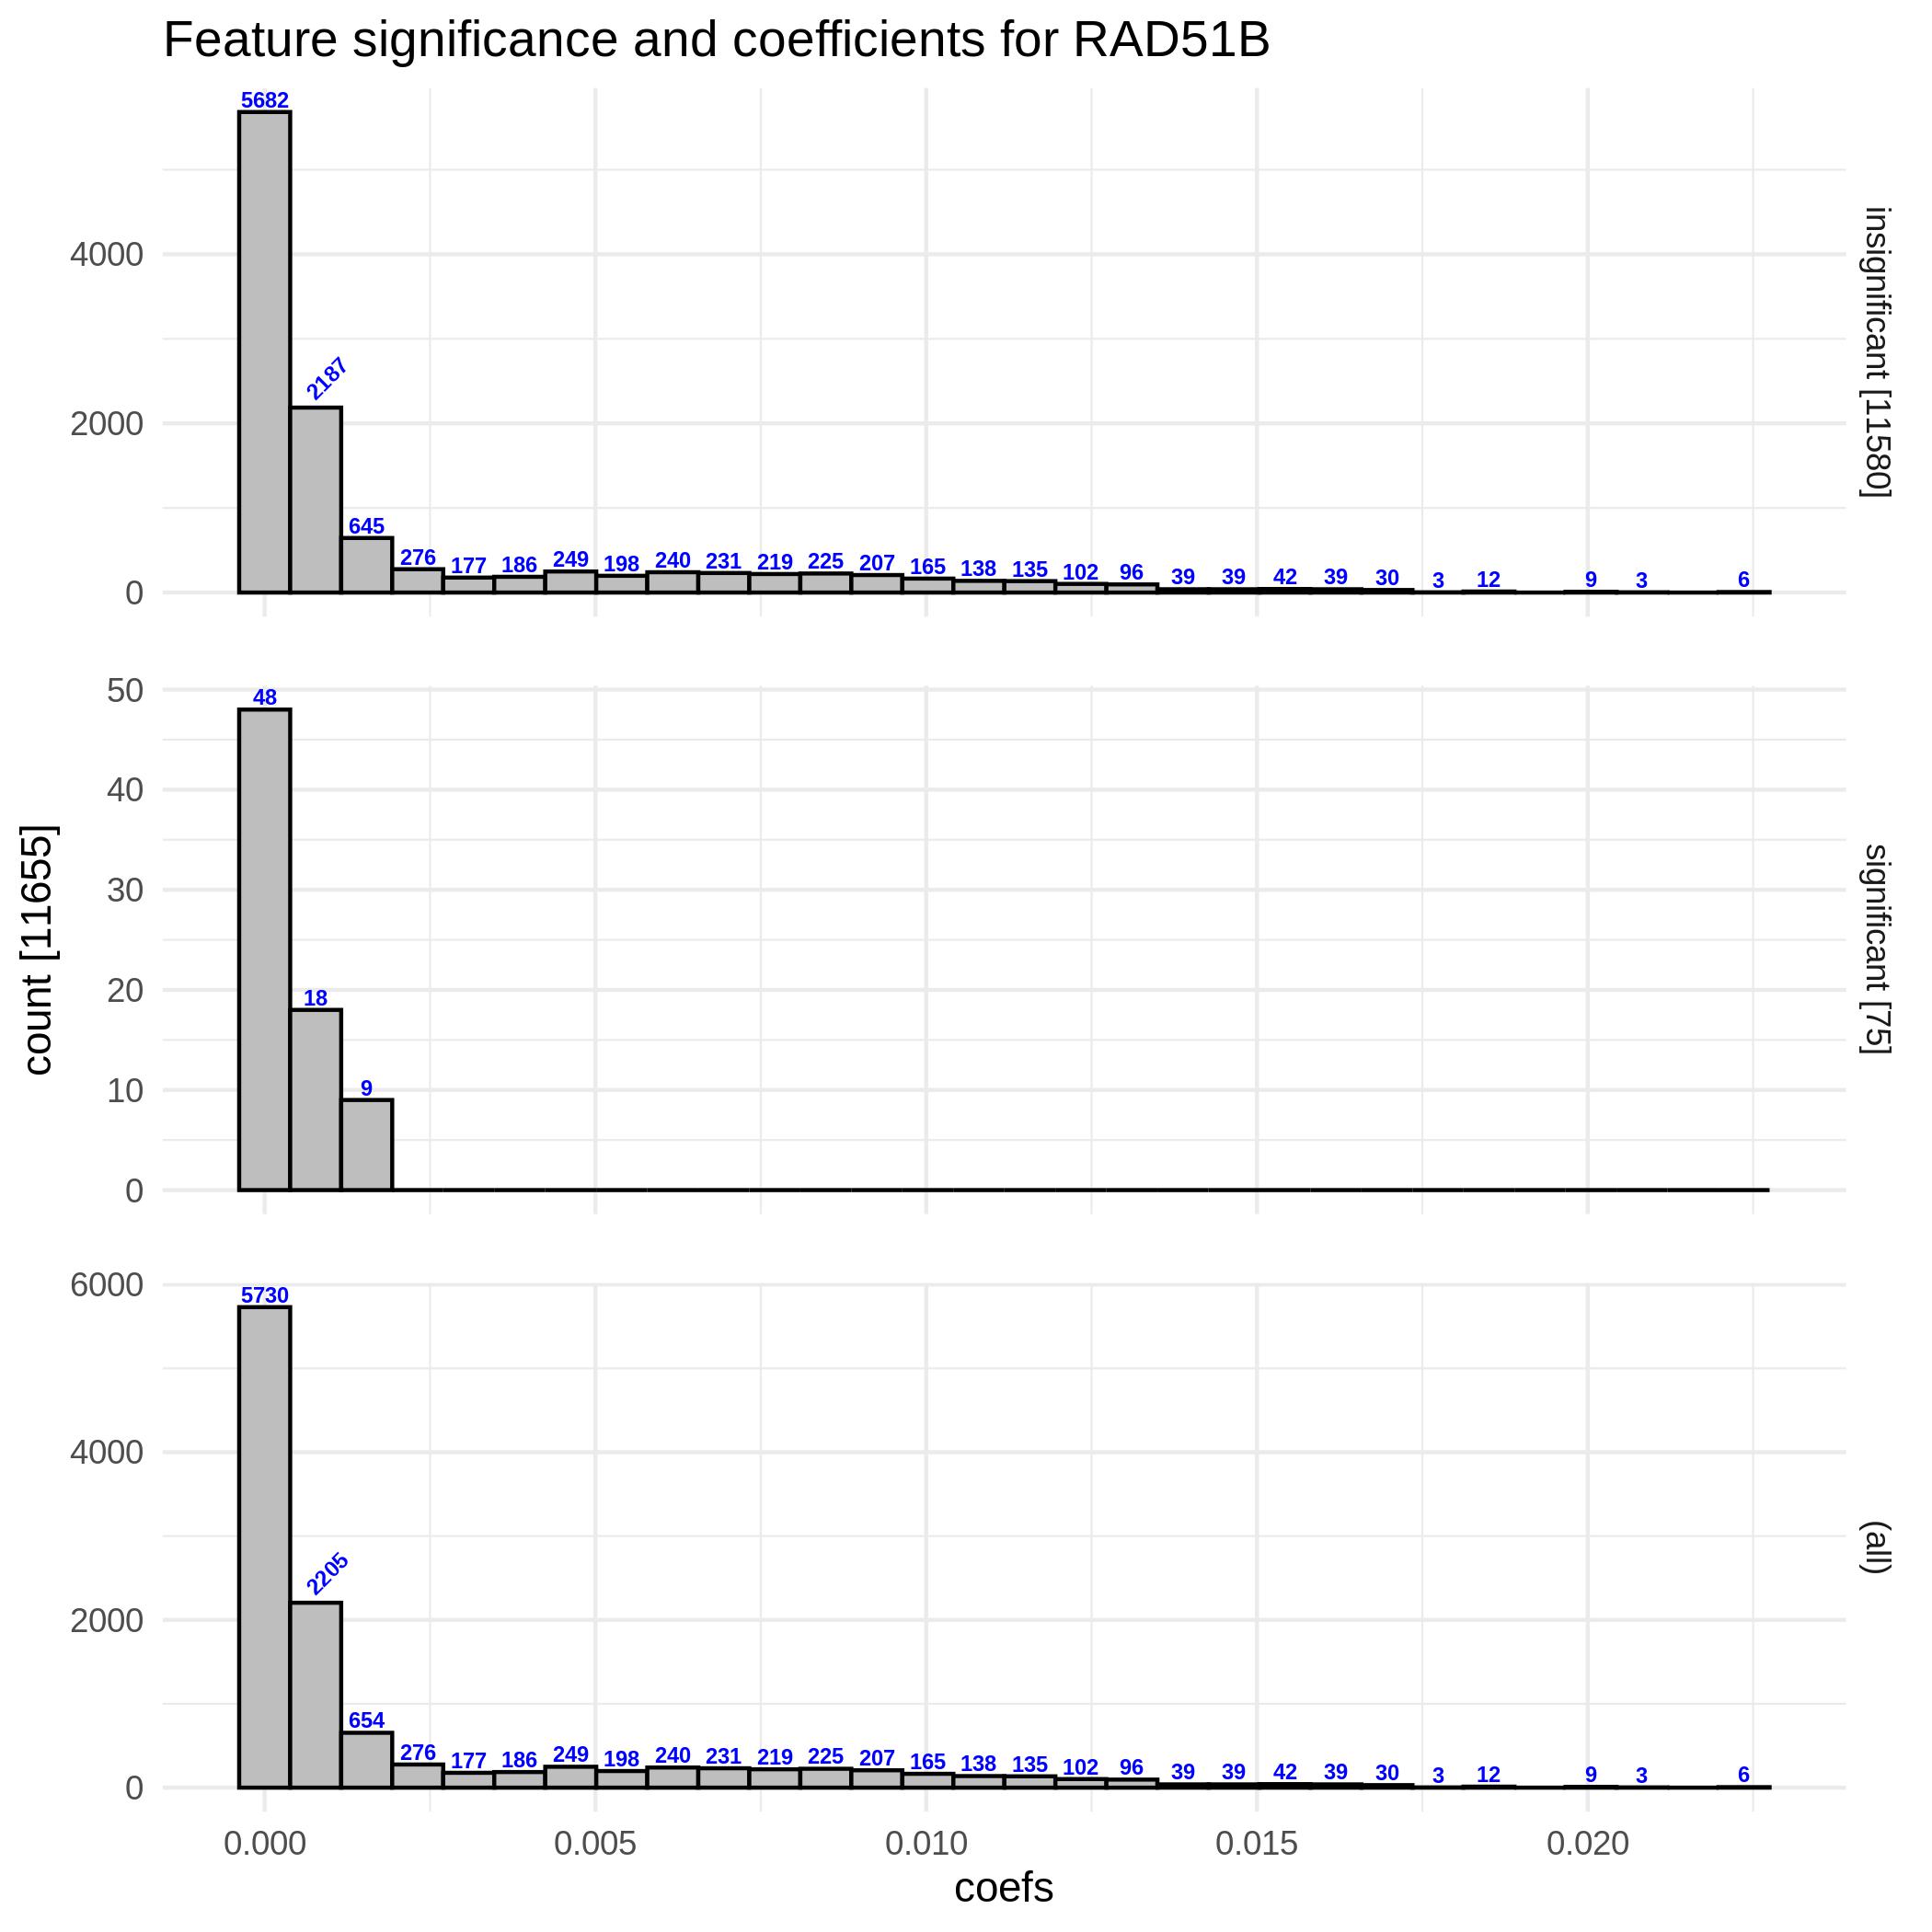 Feature significance and coefficients for RAD51B
5682
2187
645
276 177 186 249 198 240 231 219 225 207 165 138 135 102 96 39 39 42 39 30 3 12 9 3 6
4000
2000
0
insignificant [11580]
48
18
9
50
40
30
20
10
0
significant [75]
count [11655]
5730
2205
654
276 177 186 249 198 240 231 219 225 207 165 138 135 102 96 39 39 42 39 30 3 12 9 3 6
6000
4000
2000
0
(all)
0.000 0.005 0.010 0.015 0.020
coefs